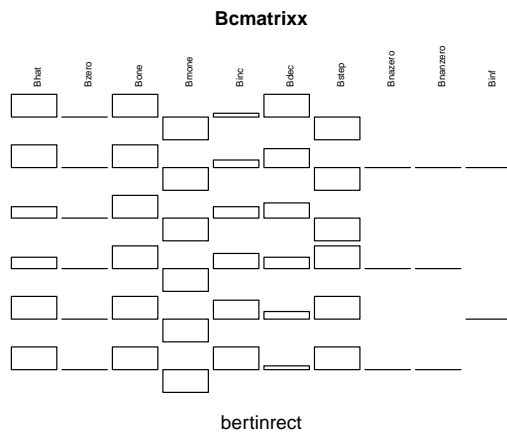 Bcmatrixx
Bhat
Bzero
Bone
Bmone
Binc
Bdec
Bstep
Bnazero
Bnanzero
Binf
bertinrect